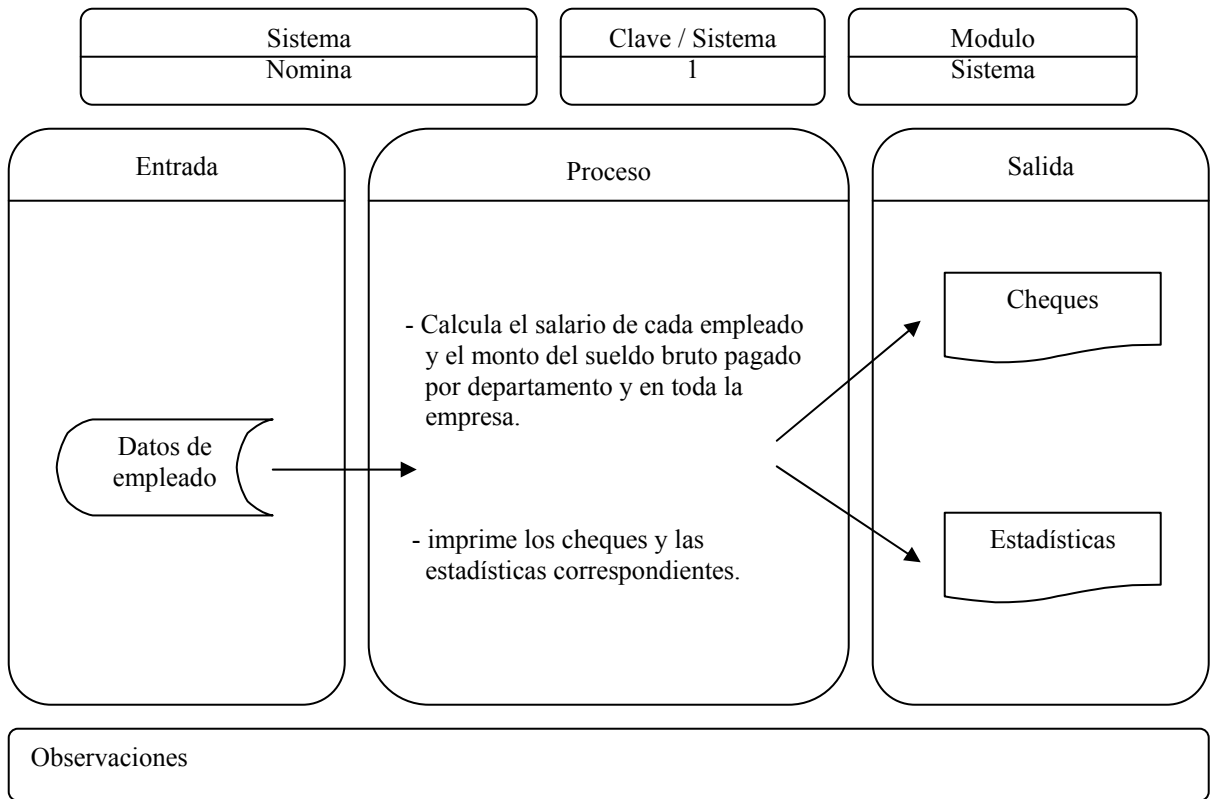 Sistema
Nomina
Clave / Sistema
1
Modulo
Sistema
Entrada
Datos de
empleado
Proceso
- Calcula el salario de cada empleado
y el monto del sueldo bruto pagado
por departamento y en toda la
empresa.
- imprime los cheques y las
estadísticas correspondientes.
Salida
Cheques
Estadísticas
Observaciones